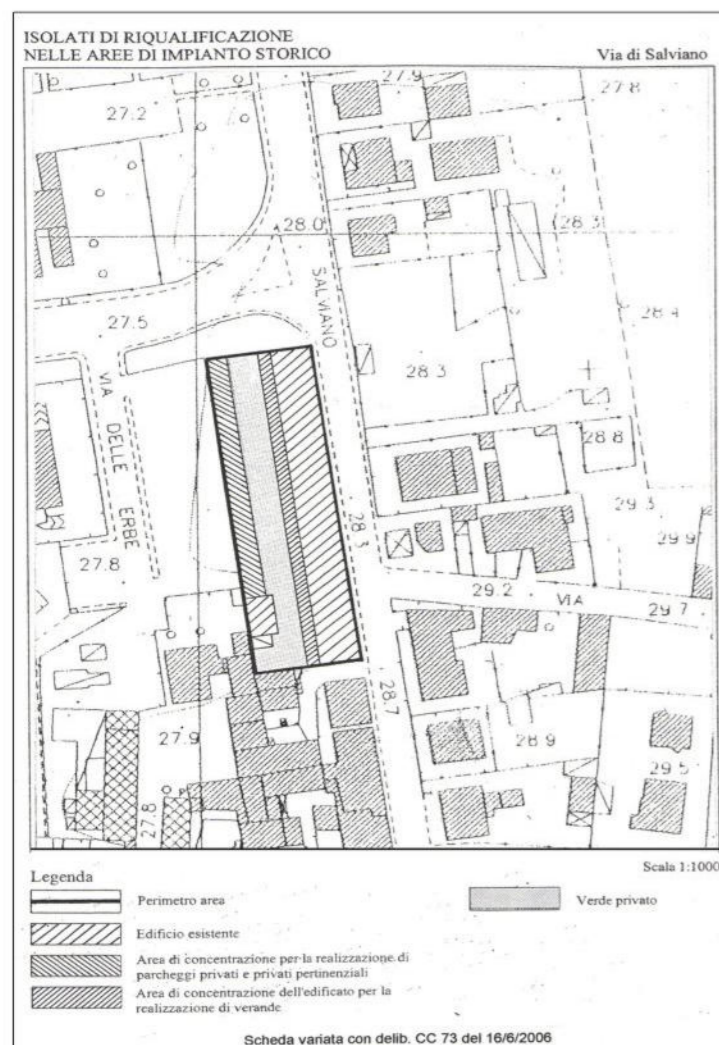 ISOLATI DI RIQUALIFICAZIONE
NELLE AREE DI IMPIANTO STORICO
Via di Salviano
27.9
27.8
27.2
28.0
28.3
SALVIANO
27.5
28.4
28.3
VIA DELLE ERBE
28.8
28.3
29.3
29.9
27.8
29.2
VIA
29.7
28.7
27.9
28.9
29.5
27.8
Scala 1:1000
Legenda
Perimetro area
Verde privato
Edificio esistente
Area di concentrazione per la realizzazione di
parcheggi privati e privati pertinenziali
Area di concentrazione dell'edificato per la
realizzazione di verande
Scheda variata con delib. CC 73 del 16/6/2006